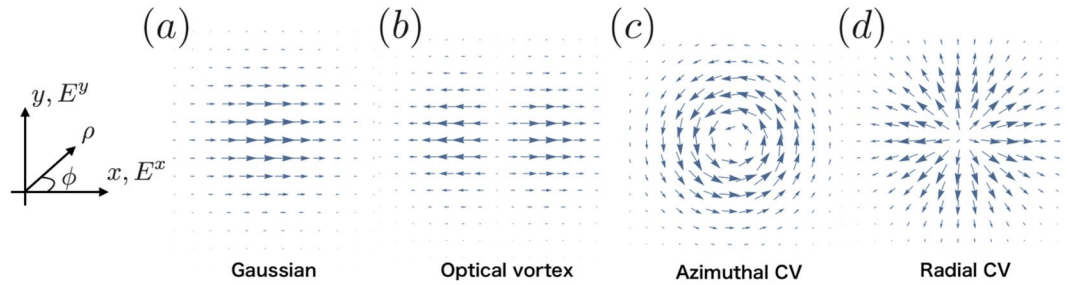 (a)
(b)
(c)
(d)
y, E^y
ρ
ϕ
x, E^x
Gaussian
Optical vortex
Azimuthal CV
Radial CV